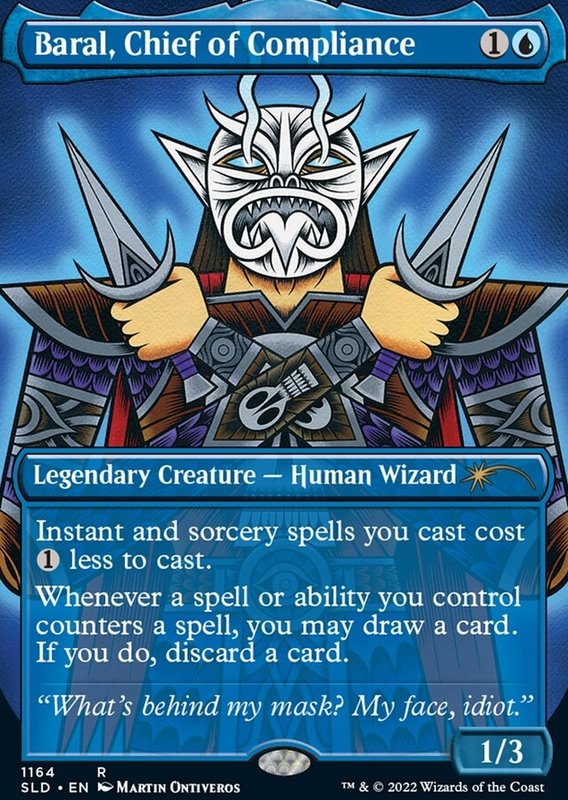 Baral, Chief of Compliance 1
Legendary Creature — Human Wizard
Instant and sorcery spells you cast cost
1 less to cast.
Whenever a spell or ability you control
counters a spell, you may draw a card.
If you do, discard a card.
“What’s behind my mask? My face, idiot.”
1/3
1164 R
SLD • EN Martin Ontiveros
™ & © 2022 Wizards of the Coast